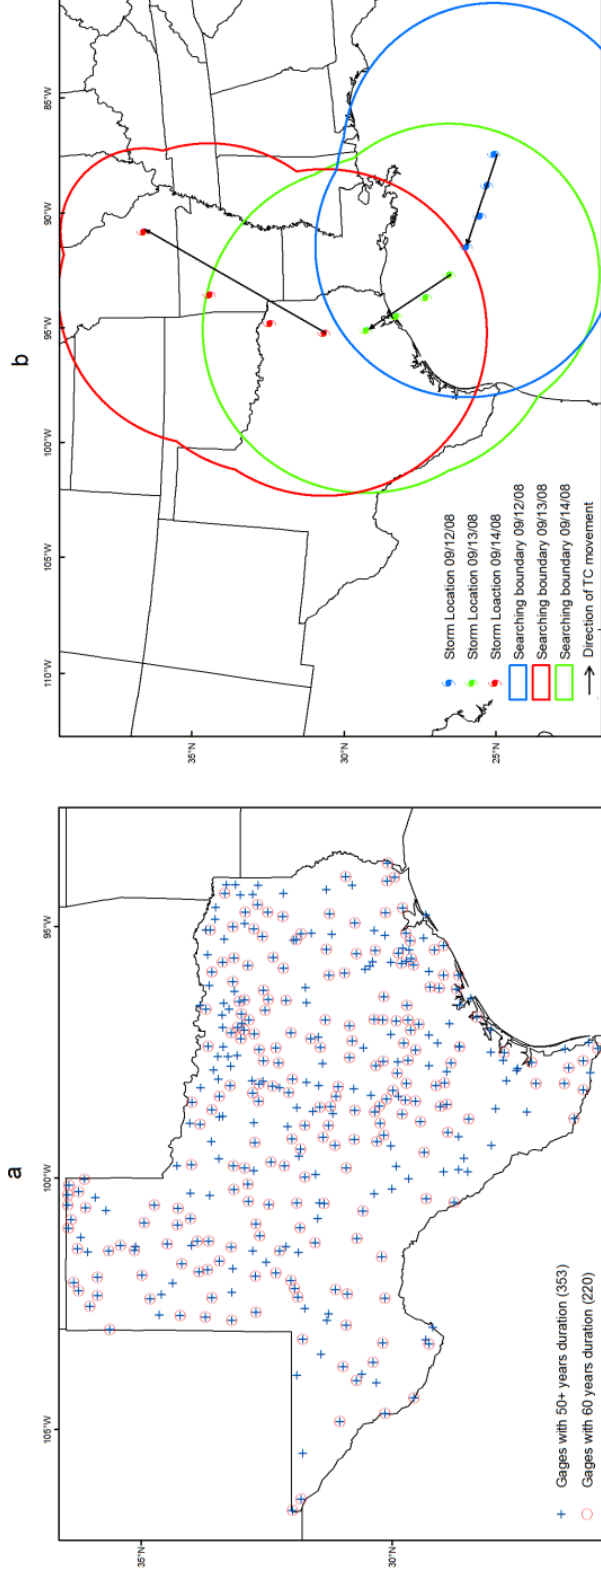 a
105°W
100°W
95°W
35°N
30°N
Gages with 50+ years duration (353)
Gages with 60 years duration (220)
b
110°W
105°W
100°W
95°W
90°W
85°W
35°N
30°N
25°N
Storm Location 09/12/08
Storm Location 09/13/08
Storm Loaction 09/14/08
Searching boundary 09/12/08
Searching boundary 09/13/08
Searching boundary 09/14/08
Direction of TC movement